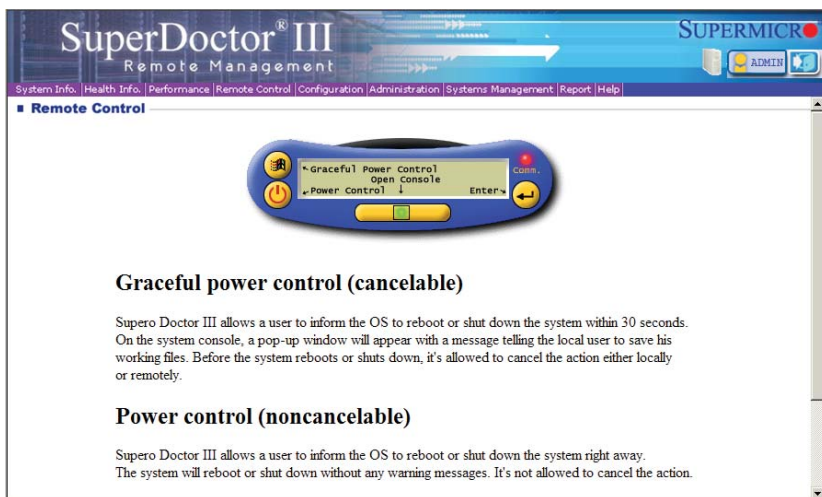 SuperDoctor® III
Remote Management
SUPERMICRO
ADMIN
System Info. |Health Info. |Performance |Remote Control |Configuration |Administration |Systems Management |Report |Help|
Remote Control
Graceful Power Control
Open Console
Power Control ↓ Enter
Comm.
Graceful power control (cancelable)
Supero Doctor III allows a user to inform the OS to reboot or shut down the system within 30 seconds.
On the system console, a pop-up window will appear with a message telling the local user to save his
working files. Before the system reboots or shuts down, it's allowed to cancel the action either locally
or remotely.
Power control (noncancelable)
Supero Doctor III allows a user to inform the OS to reboot or shut down the system right away.
The system will reboot or shut down without any warning messages. It's not allowed to cancel the action.